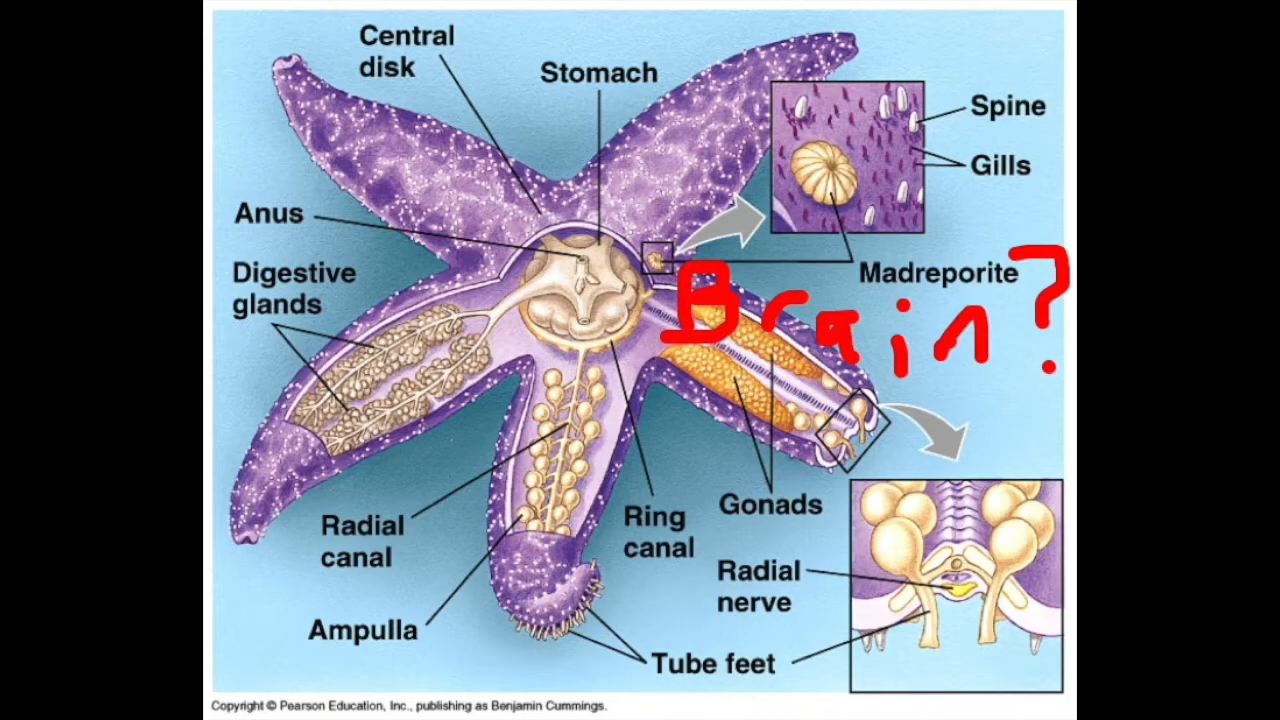 Central
disk
Stomach
Spine
Gills
Anus
Digestive
glands
Madreporite
Brain?
Gonads
Radial
canal
Ring
canal
Radial
nerve
Ampulla
Tube feet
Copyright © Pearson Education, Inc., publishing as Benjamin Cummings.